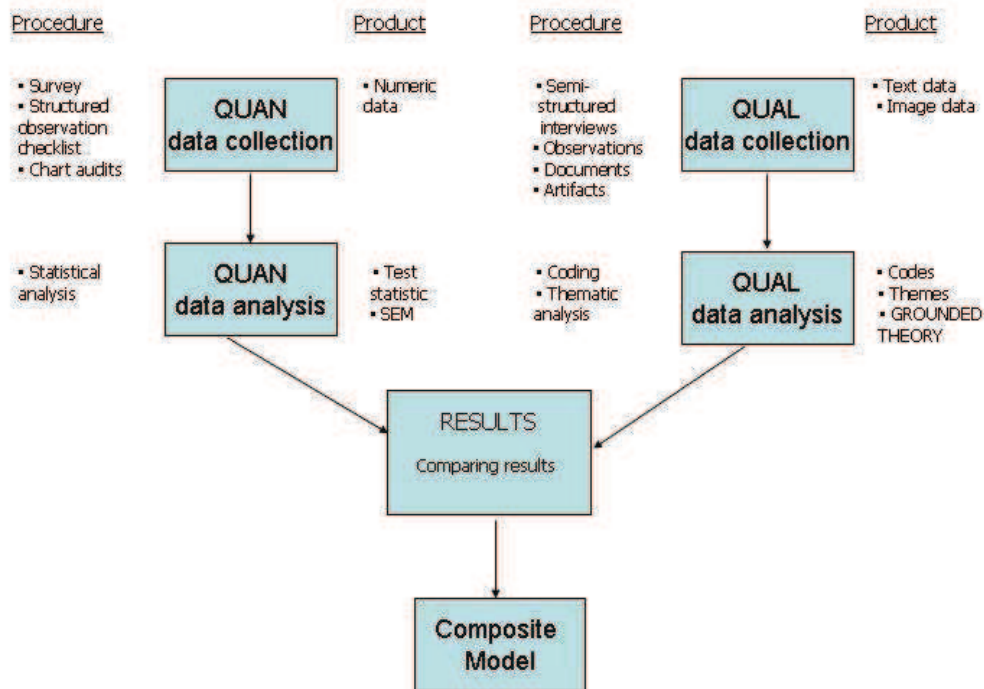 Procedure
Product
Procedure
Product
▪ Survey
▪ Structured
observation
checklist
▪ Chart audits
QUAN
data collection
▪ Numeric
data
▪ Semi-
structured
interviews
▪ Observations
▪ Documents
▪ Artifacts
QUAL
data collection
▪ Text data
▪ Image data
▪ Statistical
analysis
QUAN
data analysis
▪ Test
statistic
▪ SEM
▪ Coding
▪ Thematic
analysis
QUAL
data analysis
▪ Codes
▪ Themes
▪ GROUNDED
THEORY
RESULTS
Comparing results
Composite
Model